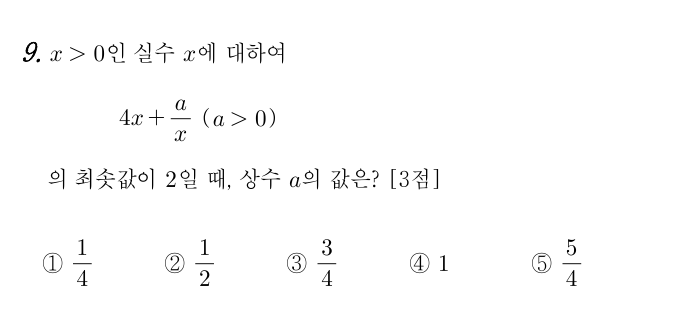 9. x > 0인 실수 x에 대하여
4x + a/x (a > 0)
의 최솟값이 2일 때, 상수 a의 값은? [3점]
① 1/4 ② 1/2 ③ 3/4 ④ 1 ⑤ 5/4